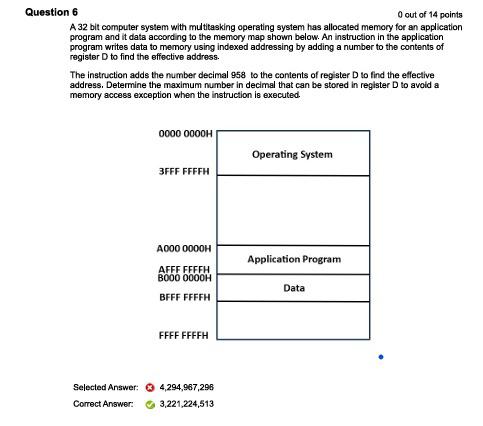 Question 6
0 out of 14 points
A 32 bit computer system with multitasking operating system has allocated memory for an application
program and it data according to the memory map shown below. An instruction in the application
program writes data to memory using indexed addressing by adding a number to the contents of
register D to find the effective address.
The instruction adds the number decimal 958 to the contents of register D to find the effective
address. Determine the maximum number in decimal that can be stored in register D to avoid a
memory access exception when the instruction is executed.
0000 0000H
Operating System
3FFF FFFFH
A000 0000H
Application Program
AFFF FFFFH
B000 0000H
Data
BFFF FFFFH
FFFF FFFFH
Selected Answer: 4,294,967,296
Correct Answer: 3,221,224,513